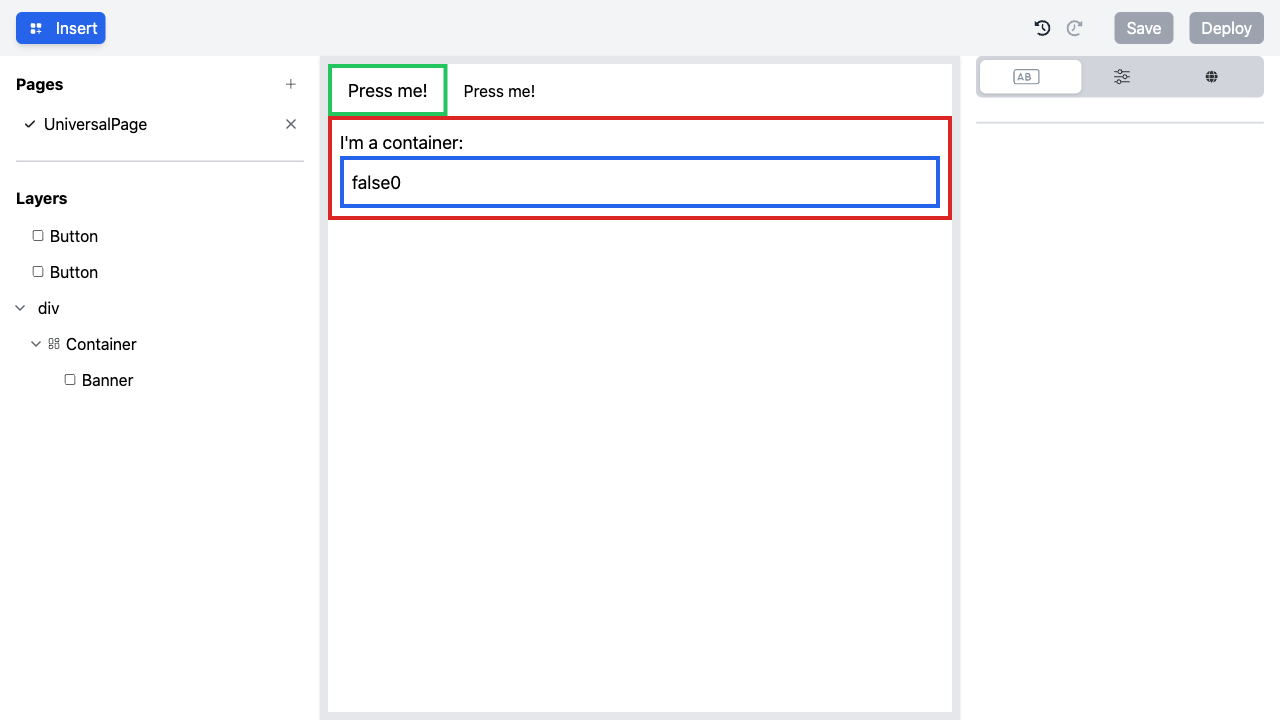 Insert
Save
Deploy
Pages
UniversalPage
Layers
Button
Button
div
Container
Banner
Press me!
Press me!
I'm a container:
false0
AB